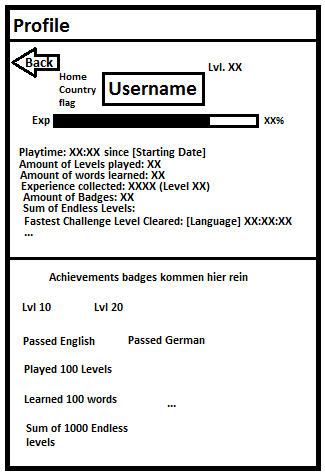 Profile
Back
Lvl. XX
Home
Country
flag
Username
Exp
XX%
Playtime: XX:XX since [Starting Date]
Amount of Levels played: XX
Amount of words learned: XX
Experience collected: XXXX (Level XX)
Amount of Badges: XX
Sum of Endless Levels:
Fastest Challenge Level Cleared: [Language] XX:XX:XX
...
Achievements badges kommen hier rein
Lvl 10 Lvl 20
Passed English Passed German
Played 100 Levels
Learned 100 words
...
Sum of 1000 Endless
levels